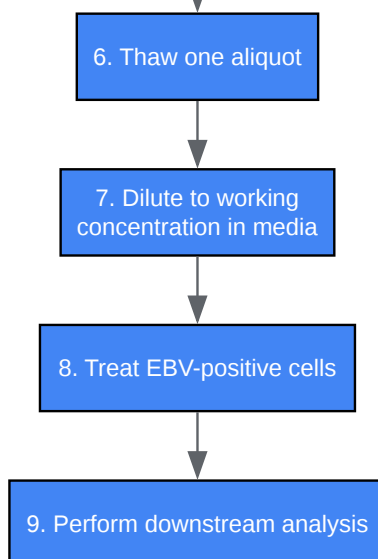 6. Thaw one aliquot
7. Dilute to working
concentration in media
8. Treat EBV-positive cells
9. Perform downstream analysis